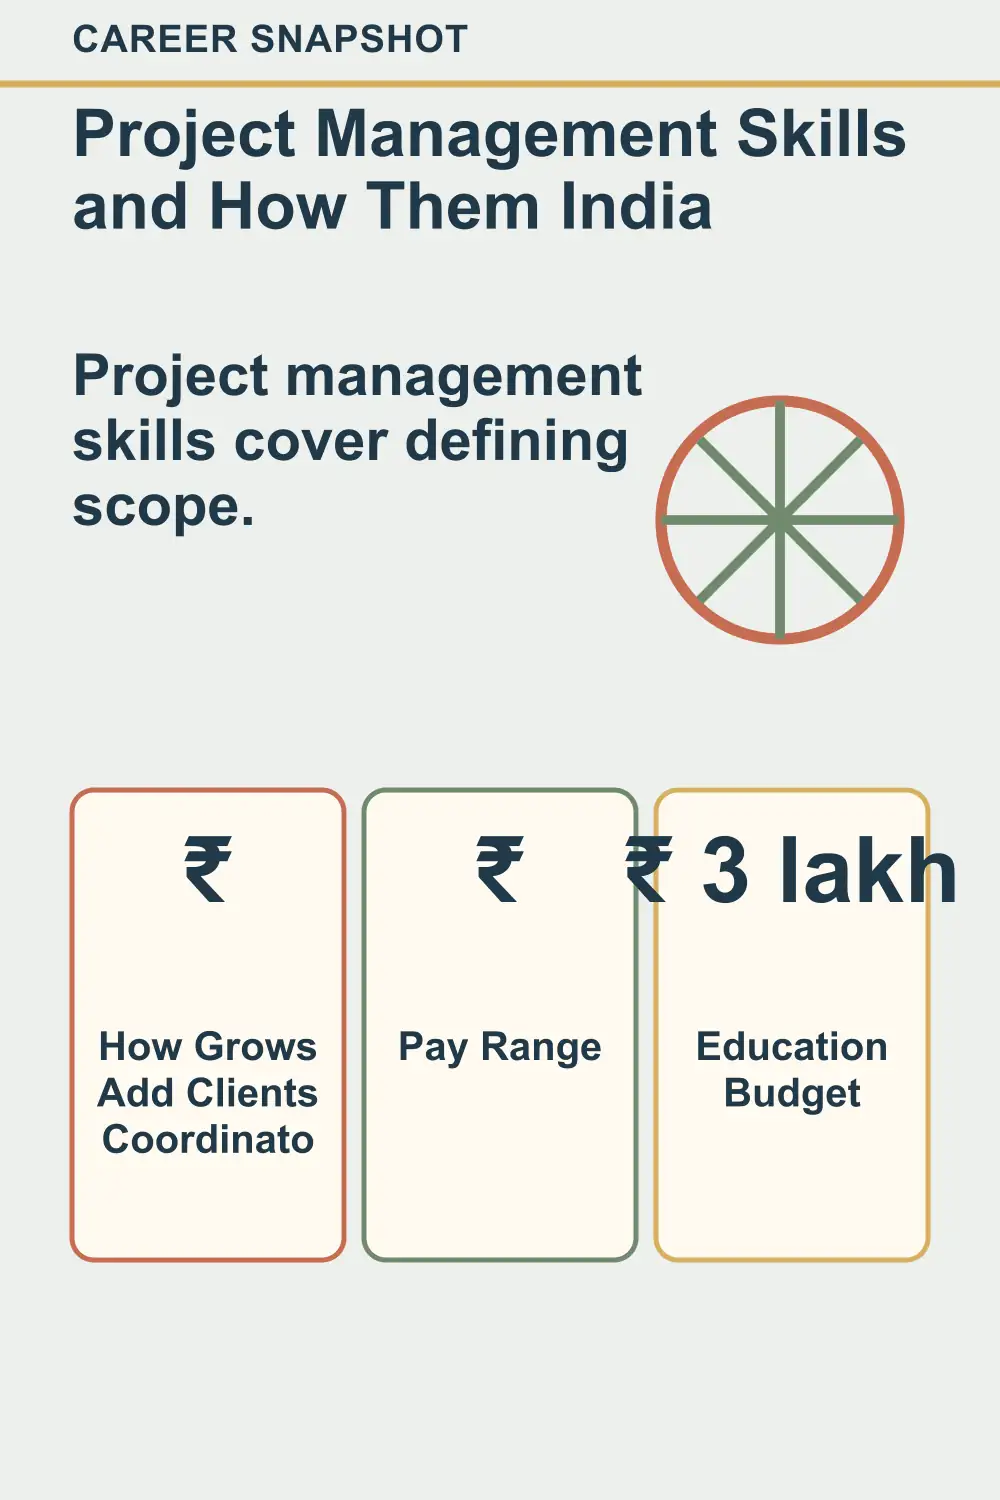 CAREER SNAPSHOT
Project Management Skills
and How Them India
Project management
skills cover defining
scope.
₹
How Grows
Add Clients
Coordinato
₹
Pay Range
₹ 3 lakh
Education
Budget